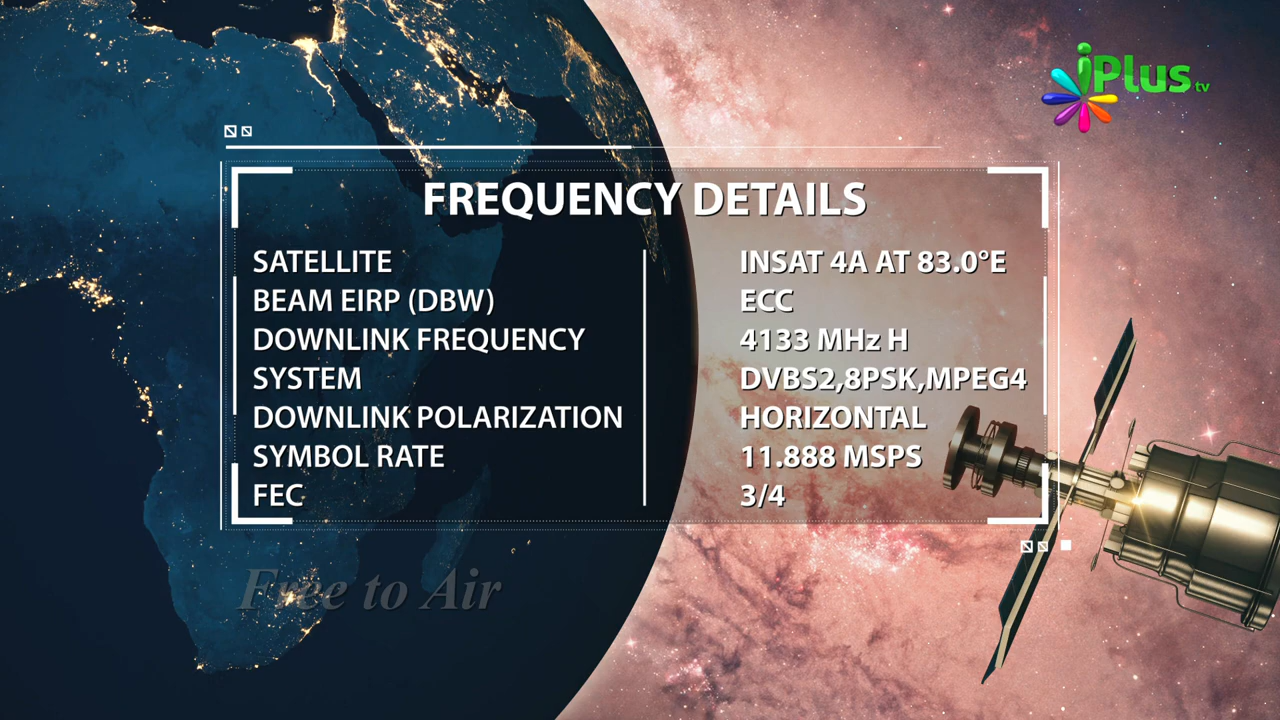 iPlus tv
FREQUENCY DETAILS
SATELLITE INSAT 4A AT 83.0°E
BEAM EIRP (DBW) ECC
DOWNLINK FREQUENCY 4133 MHz H
SYSTEM DVBS2,8PSK,MPEG4
DOWNLINK POLARIZATION HORIZONTAL
SYMBOL RATE 11.888 MSPS
FEC 3/4
Free to Air